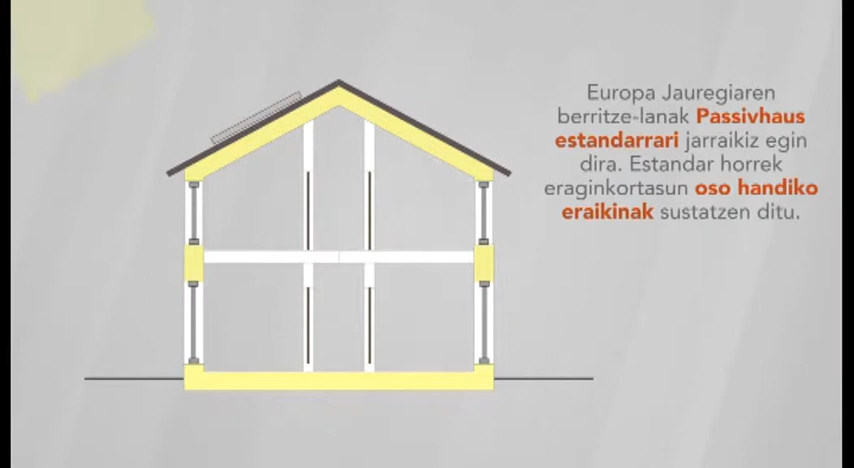 Europa Jauregiaren
berritze-lanak Passivhaus
estandarrari jarraikiz egin
dira. Estandar horrek
eraginkortasun oso handiko
eraikinak sustatzen ditu.